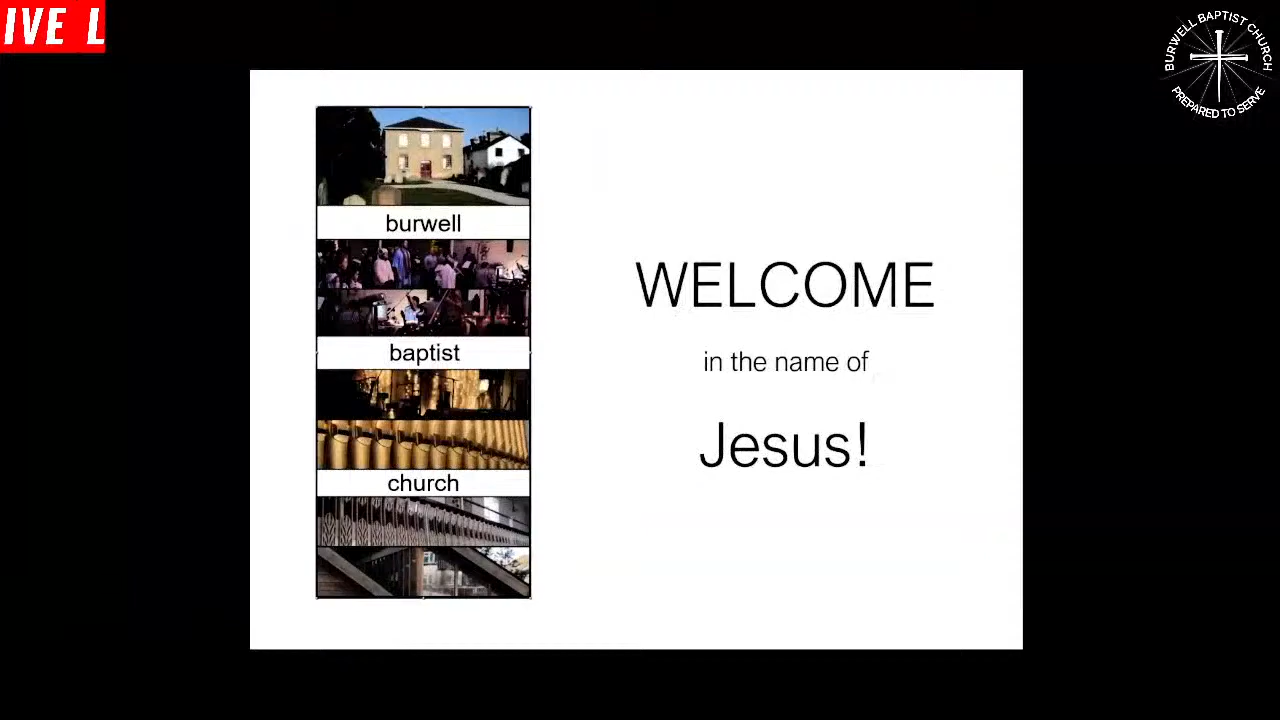 IVE L
BURWELL BAPTIST CHURCH
PREPARED TO SERVE
burwell
baptist
church
WELCOME
in the name of
Jesus!